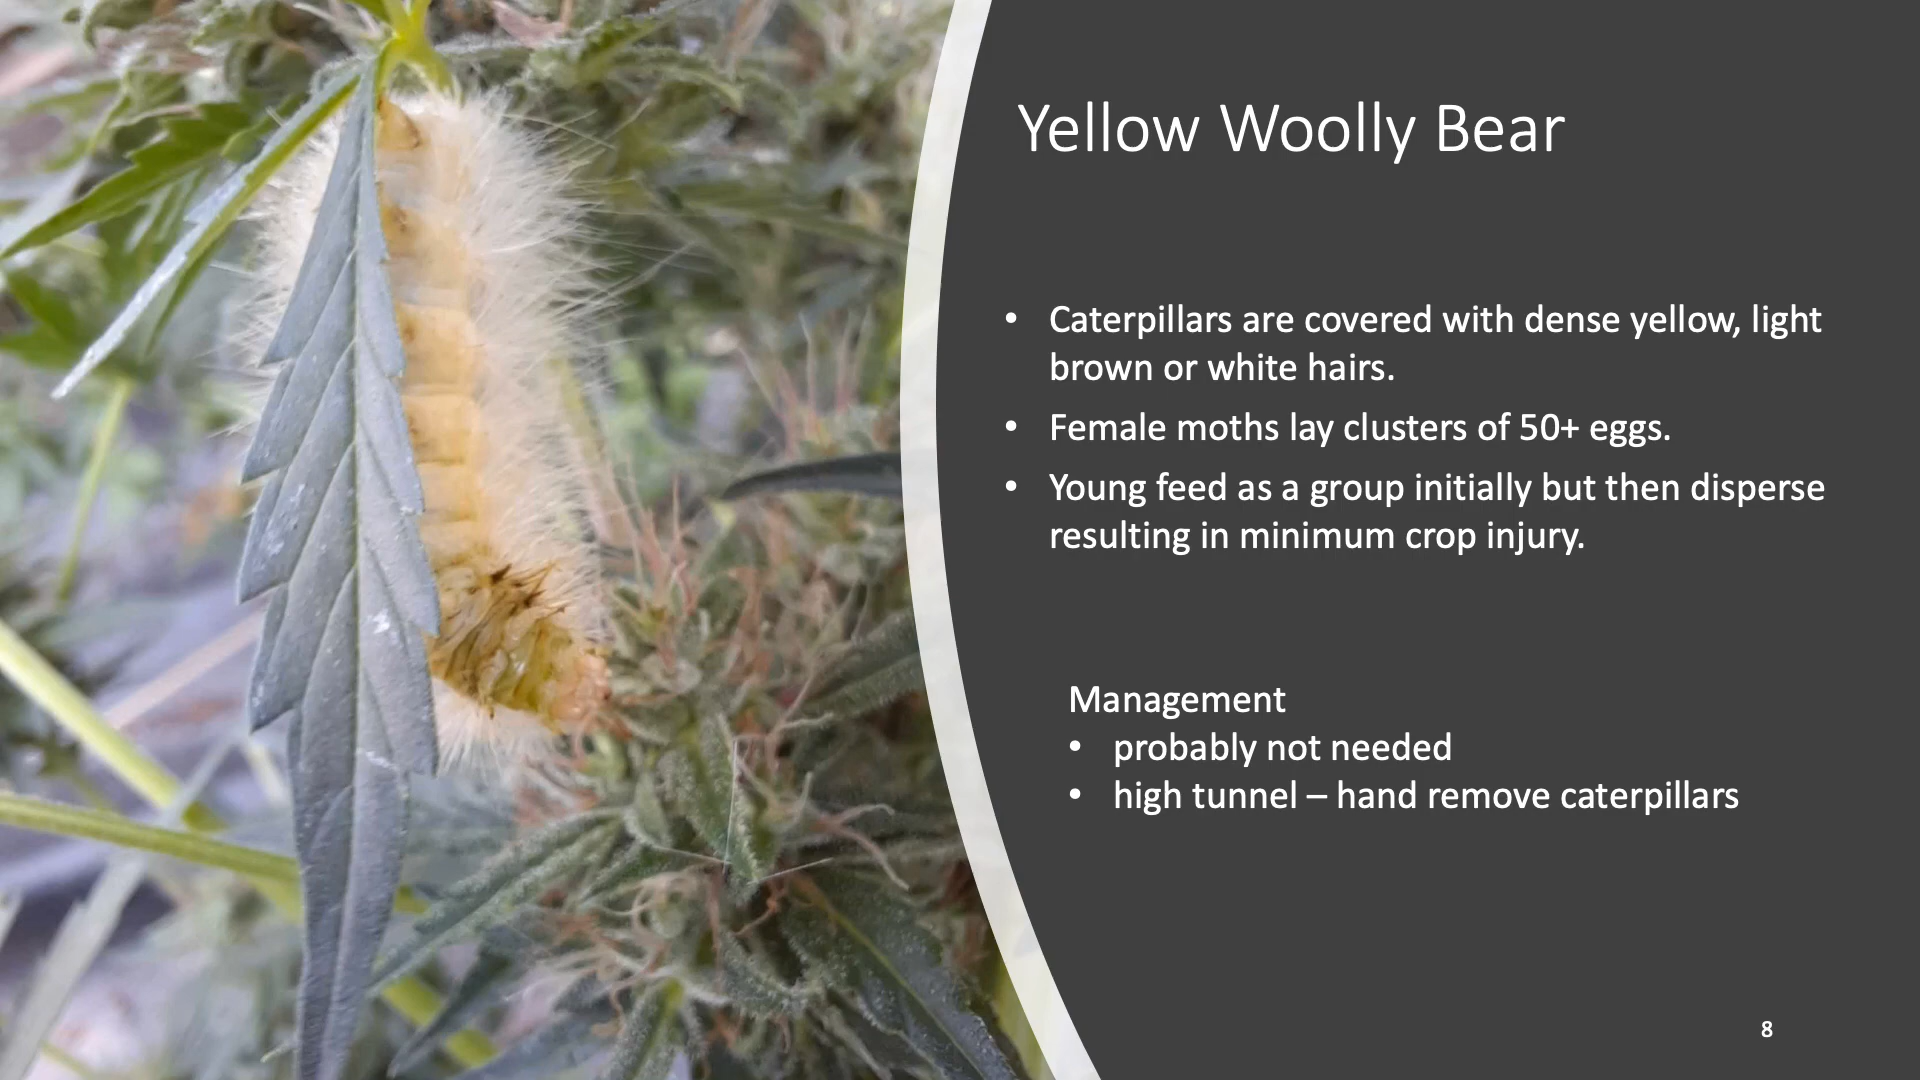 Yellow Woolly Bear
• Caterpillars are covered with dense yellow, light
brown or white hairs.
• Female moths lay clusters of 50+ eggs.
• Young feed as a group initially but then disperse
resulting in minimum crop injury.
Management
• probably not needed
• high tunnel – hand remove caterpillars
8